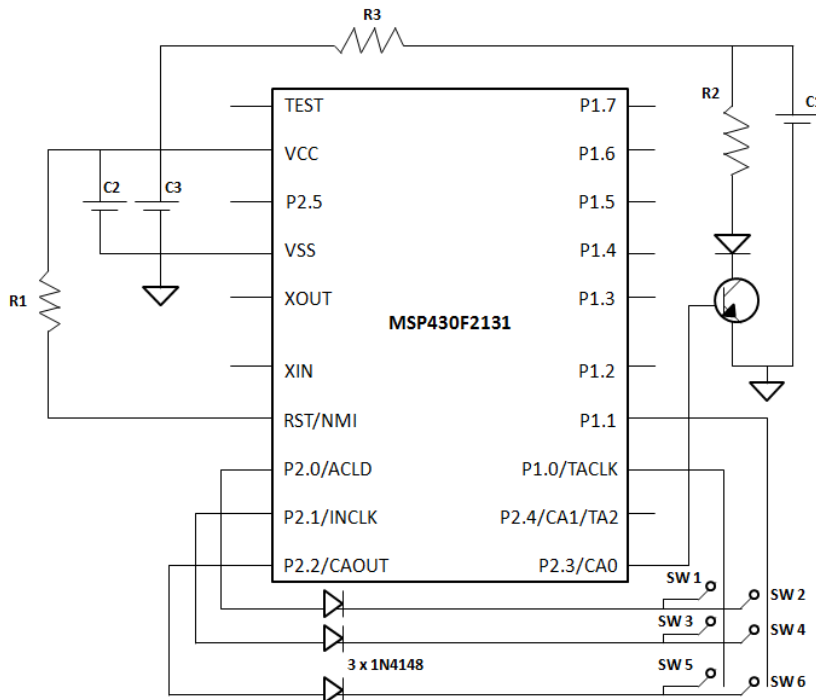 R3
R2
TEST
P1.7
VCC
P1.6
C2
C3
P2.5
P1.5
VSS
P1.4
R1
XOUT
P1.3
MSP430F2131
XIN
P1.2
RST/NMI
P1.1
P2.0/ACLD
P1.0/TACLK
P2.1/INCLK
P2.4/CA1/TA2
P2.2/CAOUT
P2.3/CA0
SW 1
SW 2
SW 3
SW 4
3 x 1N4148
SW 5
SW 6